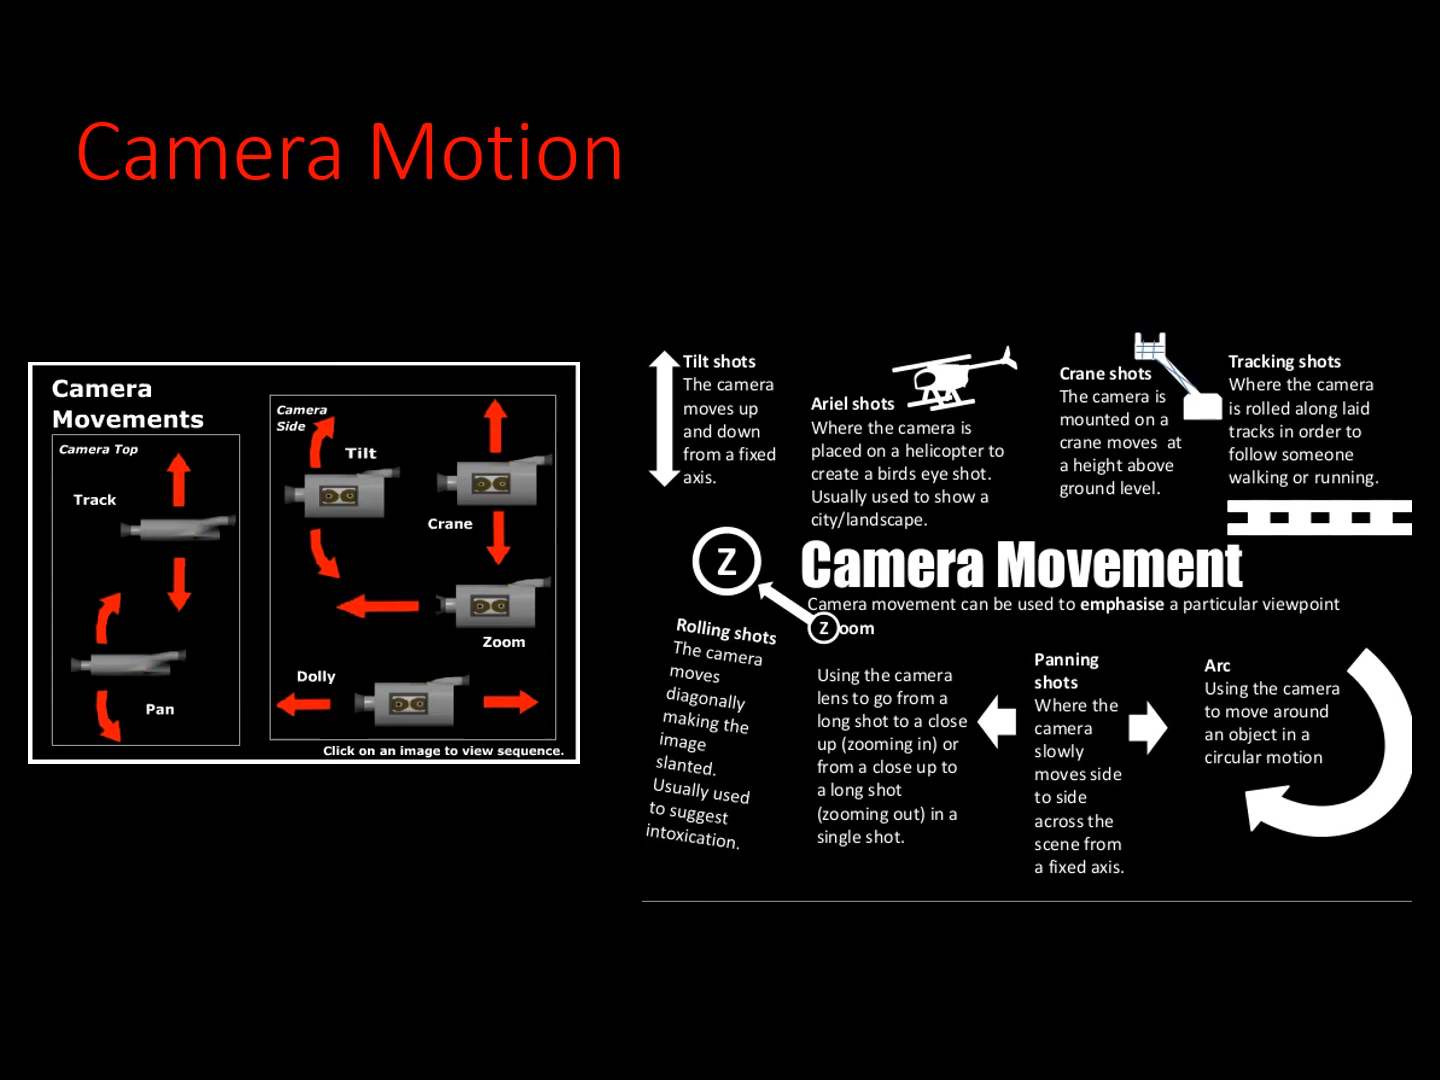 Camera Motion
Camera
Movements
Camera Top
Track
Pan
Camera
Side
Tilt
Crane
Zoom
Dolly
Click on an image to view sequence.
Tilt shots
The camera
moves up
and down
from a fixed
axis.
Ariel shots
Where the camera is
placed on a helicopter to
create a birds eye shot.
Usually used to show a
city/landscape.
Crane shots
The camera is
mounted on a
crane moves at
a height above
ground level.
Tracking shots
Where the camera
is rolled along laid
tracks in order to
follow someone
walking or running.
Z
Camera Movement
Camera movement can be used to emphasise a particular viewpoint
Zoom
Rolling shots
The camera
moves
diagonally
making the
image
slanted.
Usually used
to suggest
intoxication.
Using the camera
lens to go from a
long shot to a close
up (zooming in) or
from a close up to
a long shot
(zooming out) in a
single shot.
Panning
shots
Where the
camera
slowly
moves side
to side
across the
scene from
a fixed axis.
Arc
Using the camera
to move around
an object in a
circular motion